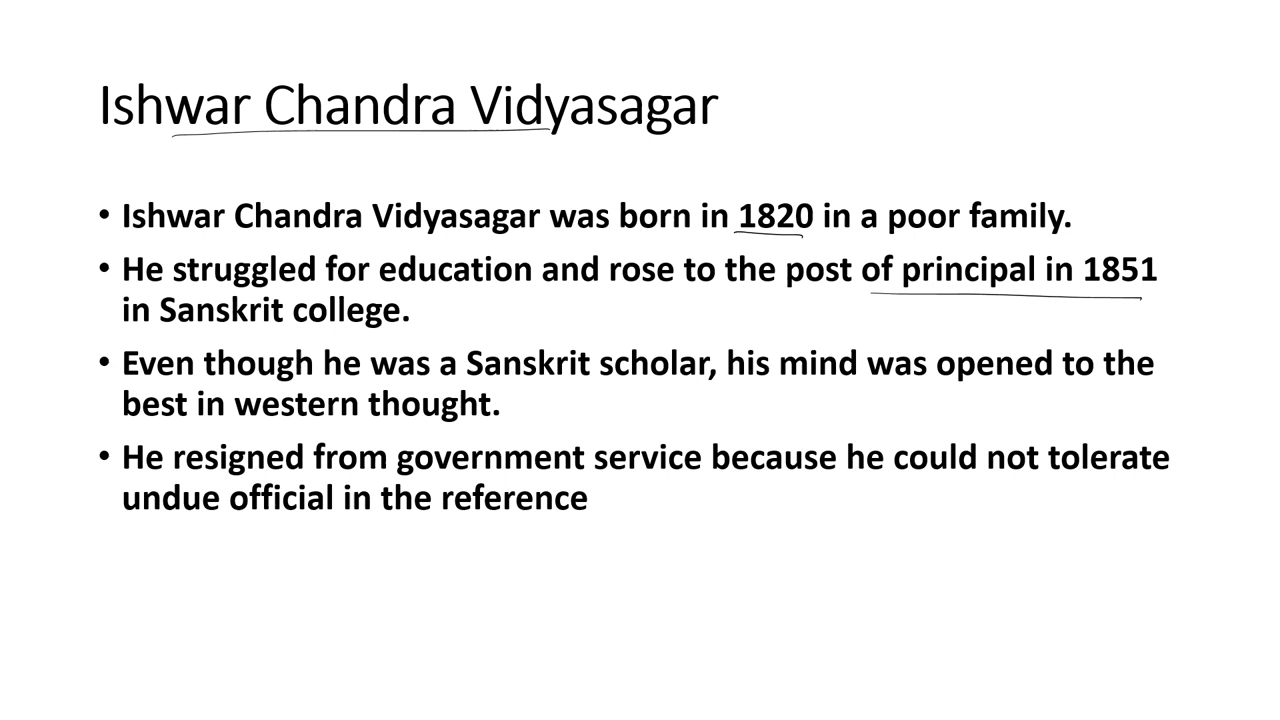 Ishwar Chandra Vidyasagar
• Ishwar Chandra Vidyasagar was born in 1820 in a poor family.
• He struggled for education and rose to the post of principal in 1851
in Sanskrit college.
• Even though he was a Sanskrit scholar, his mind was opened to the
best in western thought.
• He resigned from government service because he could not tolerate
undue official in the reference